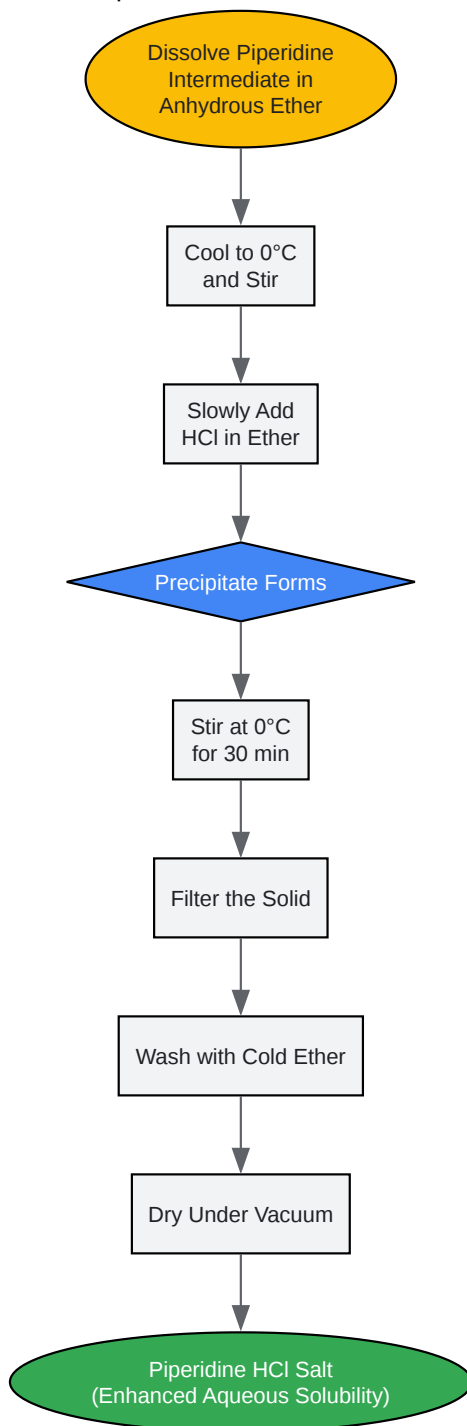 Dissolve Piperidine
Intermediate in
Anhydrous Ether
Cool to 0°C
and Stir
Slowly Add
HCl in Ether
Precipitate Forms
Stir at 0°C
for 30 min
Filter the Solid
Wash with Cold Ether
Dry Under Vacuum
Piperidine HCl Salt
(Enhanced Aqueous Solubility)